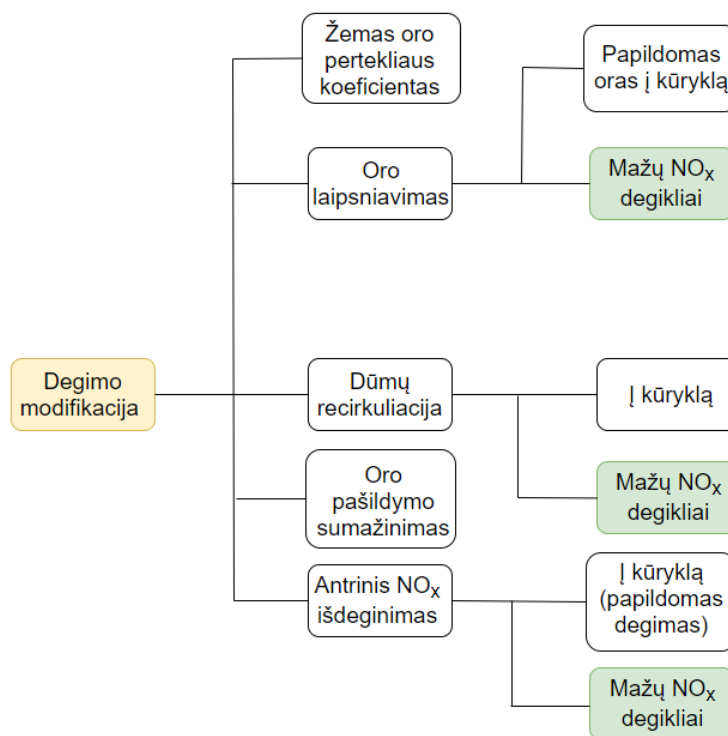 Žemas oro
pertekliaus
koeficientas
Papildomas
oras į kūryklą
Oro
laipsniavimas
Mažų NOx
degikliai
Degimo
modifikacija
Dūmų
recirkuliacija
Į kūryklą
Oro
pašildymo
sumažinimas
Mažų NOx
degikliai
Antrinis NOx
išdeginimas
Į kūryklą
(papildomas
degimas)
Mažų NOx
degikliai